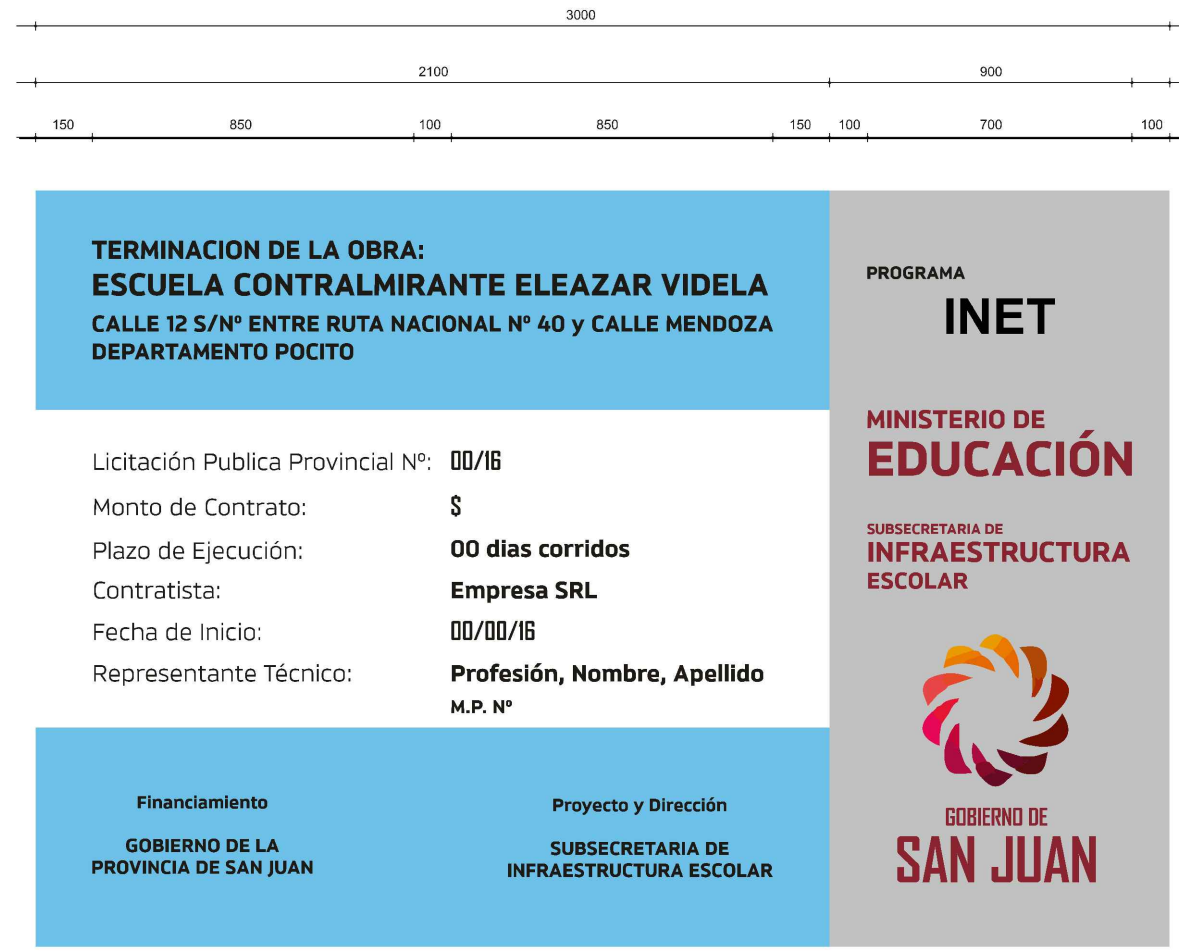 3000
2100 900
150 850 100 850 150 100 700 100
TERMINACION DE LA OBRA:
ESCUELA CONTRALMIRANTE ELEAZAR VIDELA
CALLE 12 S/Nº ENTRE RUTA NACIONAL Nº 40 y CALLE MENDOZA
DEPARTAMENTO POCITO
Licitación Publica Provincial Nº: 00/16
Monto de Contrato: $
Plazo de Ejecución: 00 dias corridos
Contratista: Empresa SRL
Fecha de Inicio: 00/00/16
Representante Técnico: Profesión, Nombre, Apellido
M.P. Nº
Financiamiento
GOBIERNO DE LA
PROVINCIA DE SAN JUAN
Proyecto y Dirección
SUBSECRETARIA DE
INFRAESTRUCTURA ESCOLAR
PROGRAMA
INET
MINISTERIO DE
EDUCACIÓN
SUBSECRETARIA DE
INFRAESTRUCTURA
ESCOLAR
GOBIERNO DE
SAN JUAN